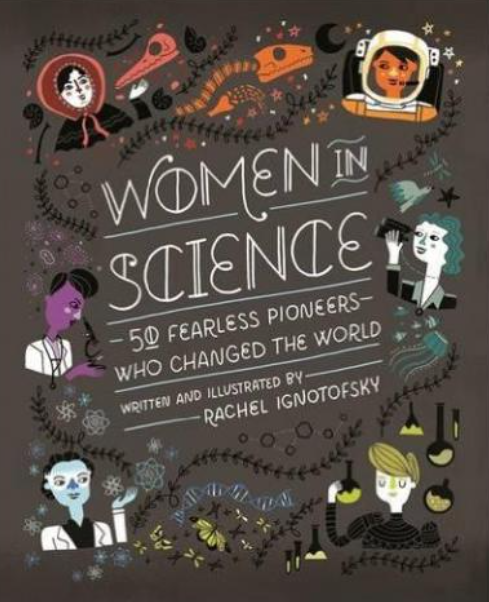 WOMEN IN
SCIENCE
50 FEARLESS PIONEERS
WHO CHANGED THE WORLD
WRITTEN AND ILLUSTRATED BY
RACHEL IGNOTOFSKY